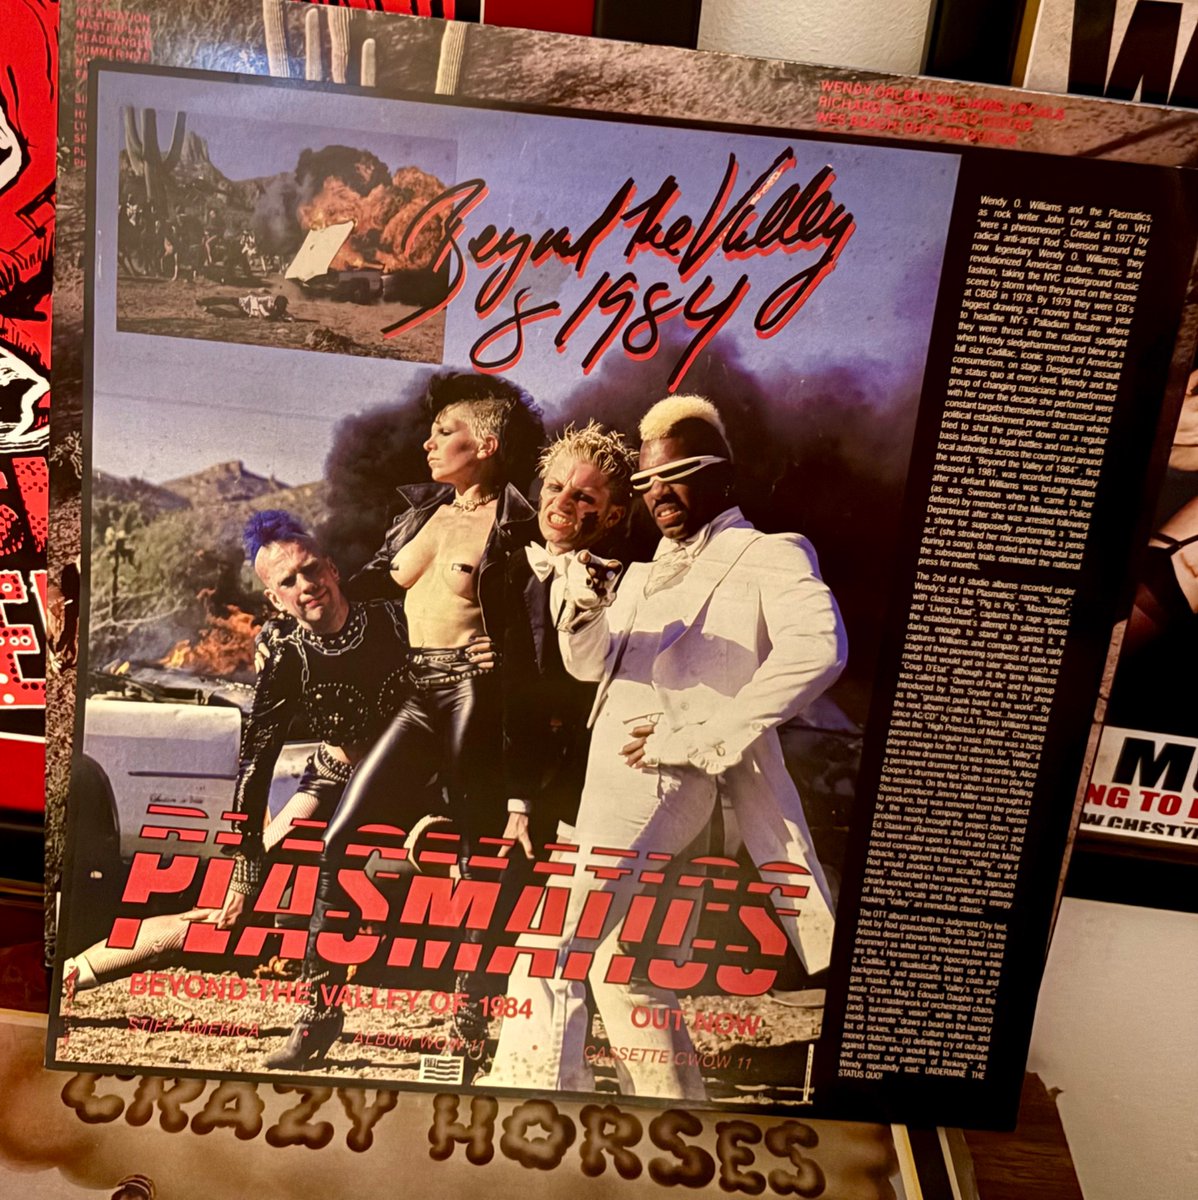 INCANTATION
MASTERPLAN
HEADBANGER
SUMMERNITE
WENDY ORLEAN WILLIAMS: VOCALS
RICHARD STOTTS: LEAD GUITAR
WES BEACH: RHYTHM GUITAR
Beyond the Valley
of 1984
PLASMATICS
BEYOND THE VALLEY OF 1984
OUT NOW
STIFF AMERICA • ALBUM WOW 11 • CASSETTE CWOW 11
Wendy O. Williams and the Plasmatics,
as rock writer John Levy said on VH1
"were a phenomenon". Created in 1977 by
radical anti-artist Rod Swenson around the
now legendary Wendy O. Williams, they
revolutionized American culture, music and
fashion, taking the NYC underground music
scene by storm when they burst on the scene
at CBGB in 1978. By 1979 they were CB's
biggest drawing act moving that same year
to headline NY's Palladium theatre where
they were thrust into the national spotlight
when Wendy sledgehammered and blew up a
full size Cadillac, iconic symbol of American
consumerism, on stage. Designed to assault
the status quo at every level, Wendy and the
group of changing musicians who performed
with her over the decade she performed were
constant targets themselves of the musical and
political establishment power structure which
tried to shut the project down on a regular
basis leading to legal battles and run-ins with
local authorities across the country and around
the world. "Beyond the Valley of 1984", first
released in 1981, was recorded immediately
after a defiant Williams was brutally beaten
(as was Swenson when he came to her
defense) by members of the Milwaukee Police
Department after she was arrested following
a show for supposedly performing a 'lewd
act' (she stroked her microphone like a penis
during a song). Both ended in the hospital and
the subsequent trials dominated the national
press for months.
The 2nd of 8 studio albums recorded under
Wendy's and the Plasmatics' name, "Valley",
with classics like "Pig is Pig", "Masterplan"
and "Living Dead", captures the rage against
the establishment's attempt to silence those
daring enough to stand up against it. It
captures Williams and company at the early
stage of their pioneering synthesis of punk and
metal that would gel on later albums such as
"Coup D'Etat" although at the time Williams
was called the "Queen of Punk" and the group
introduced by Tom Snyder on his TV show
as the "greatest punk band in the world". By
the next album (called the "best...heavy metal
since AC/CD" by the LA Times) Williams was
called the "High Priestess of Metal". Changing
personnel on a regular basis (there was a bass
player change for the 1st album), for "Valley" it
was a new drummer that was needed. Without
a permanent drummer for the recording, Alice
Cooper's drummer Neil Smith sat in to play for
the sessions. On the first album former Rolling
Stones producer Jimmy Miller was brought in
to produce, but was removed from the project
by the record company when his heroin
problem nearly brought the project down, and
Ed Stasium (Ramones and Living Color) and
Rod were called upon to finish and mix it. The
record company wanted no repeat of the Miller
debacle, so agreed to finance "Valley" only if
Rod would produce from scratch "lean and
mean". Recorded in two weeks, the approach
clearly worked, with the raw power and attitude
of Wendy's vocals and the album's energy
making "Valley" an immediate classic.
The OTT album art with its Judgment Day feel,
shot by Rod (pseudonym "Butch Star") in the
Arizona desert shows Wendy and band (sans
drummer) as what some reviewers have said
are the 4 Horsemen of the Apocalypse while
a Cadillac is ritualistically blown up in the
background, and assistants in lab coats and
gas masks dive for cover. "Valley's cover",
wrote Cream Mag's Edouard Dauphin at the
time, "is a masterwork of orchestrated chaos,
(and) surrealistic vision" while the record
inside, he wrote "draws a bead on the laundry
list of sickies, sadists, culture vultures, and
money clutchers...(a) definitive cry of outrage
against those who would like to manipulate
and control our patterns of thinking." As
Wendy repeatedly said: UNDERMINE THE
STATUS QUO!
NG TO
W.CHESTY
CRAZY HORSES